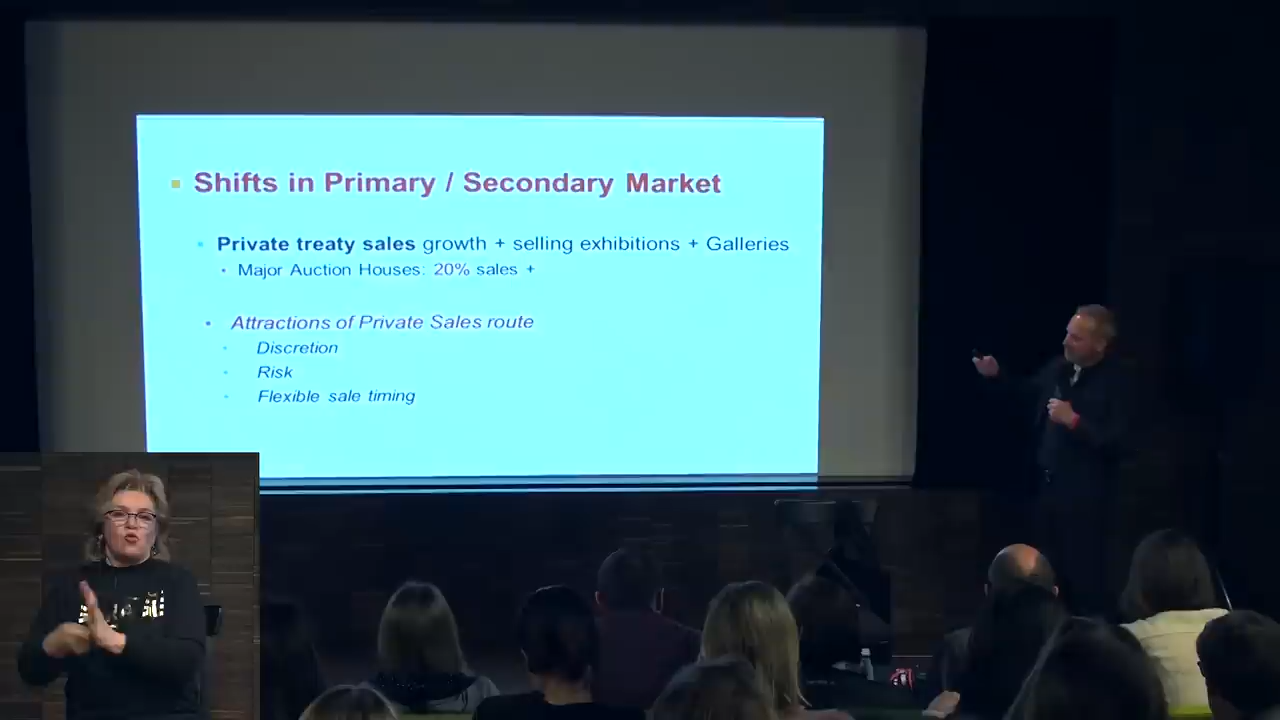 Shifts in Primary / Secondary Market
Private treaty sales growth + selling exhibitions + Galleries
Major Auction Houses: 20% sales +
Attractions of Private Sales route
Discretion
Risk
Flexible sale timing